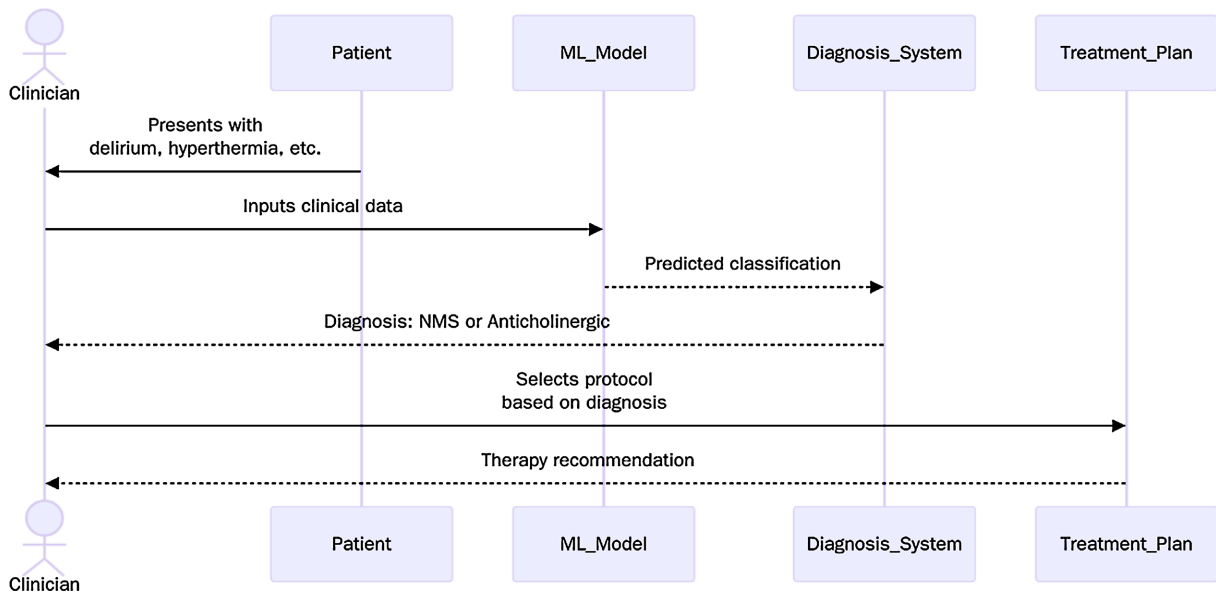 Patient
ML_Model
Diagnosis_System
Treatment_Plan
Clinician
Presents with
delirium, hyperthermia, etc.
Inputs clinical data
Predicted classification
Diagnosis: NMS or Anticholinergic
Selects protocol
based on diagnosis
Therapy recommendation
Patient
ML_Model
Diagnosis_System
Treatment_Plan
Clinician